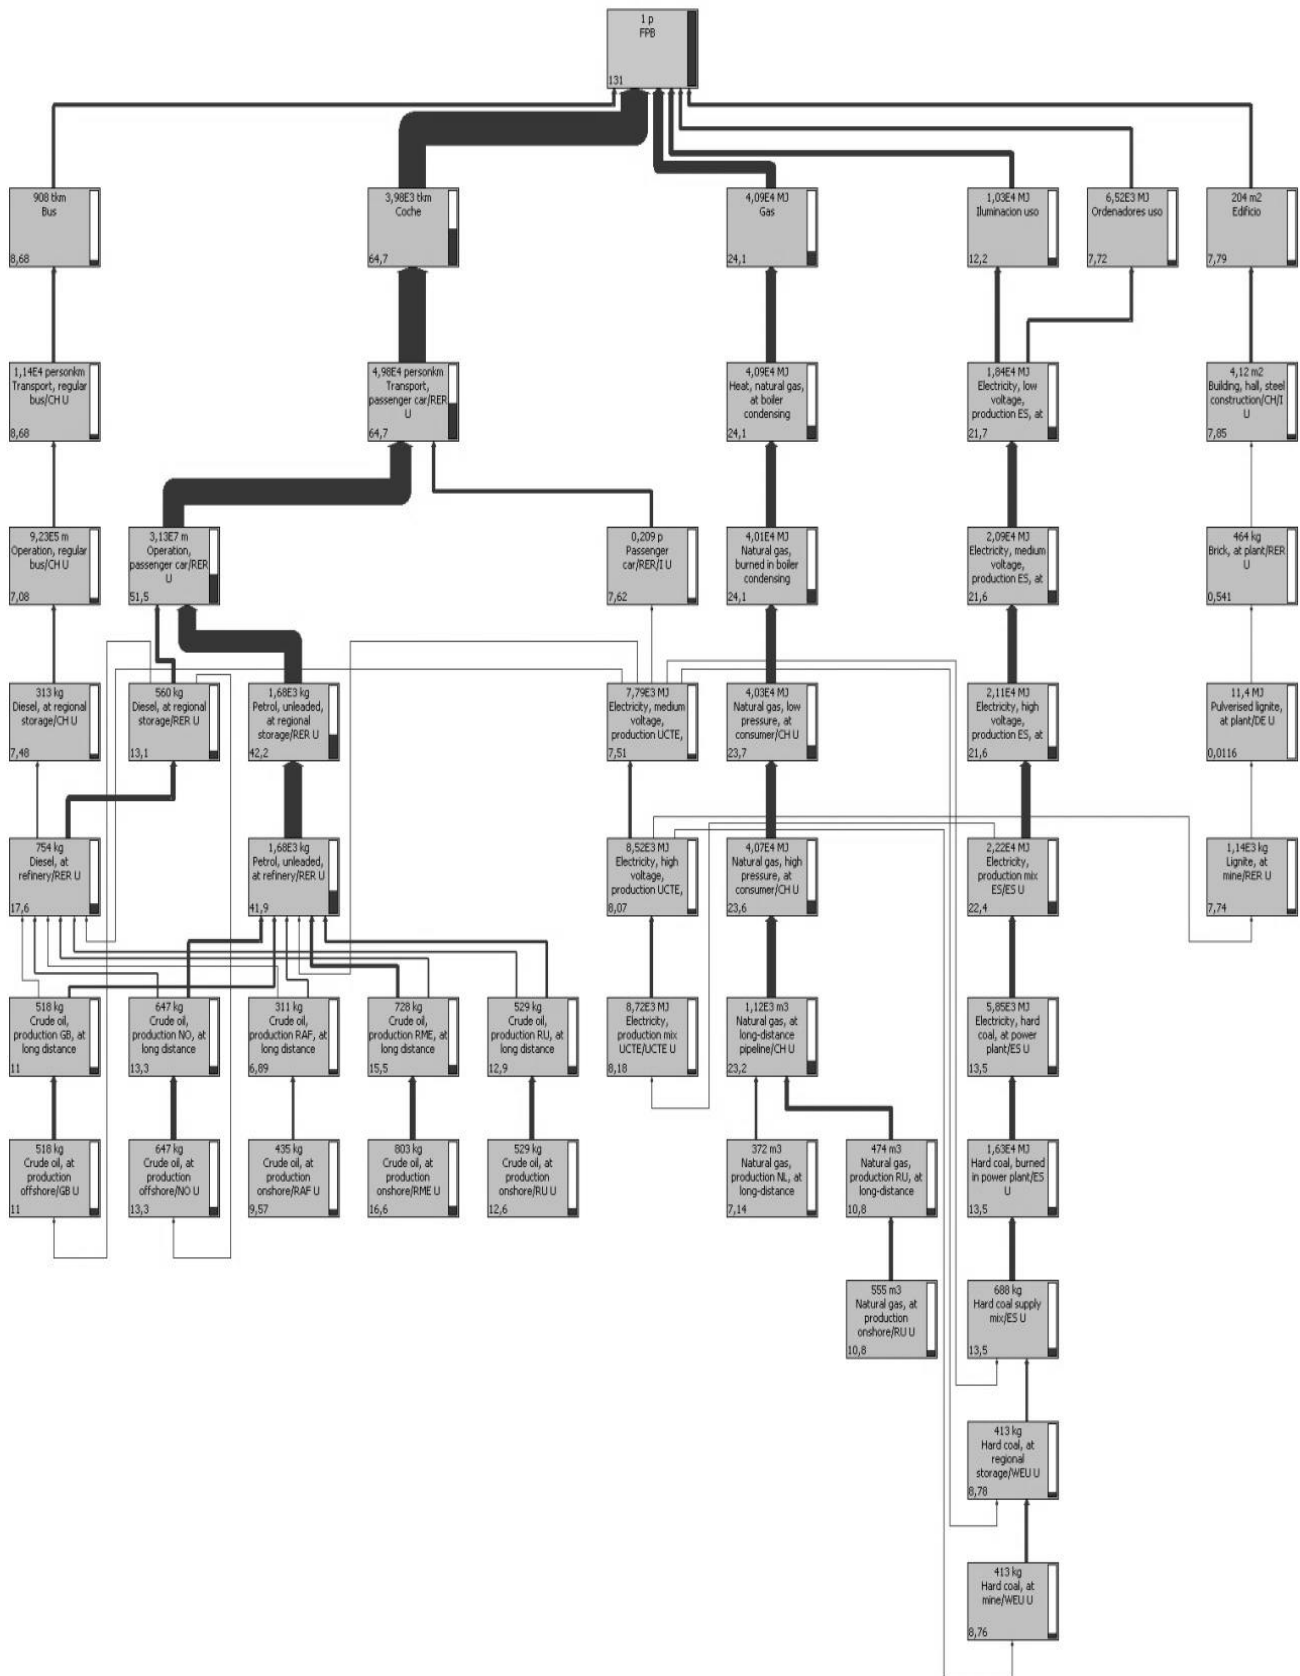 1 p
FPB
131
908 tkm
Bus
8,68
3,98E3 tkm
Coche
64,7
4,09E4 MJ
Gas
24,1
1,03E4 MJ
Iluminacion uso
12,2
6,52E3 MJ
Ordenadores uso
7,72
204 m2
Edificio
7,79
1,14E4 personkm
Transport, regular
bus/CH U
8,68
4,98E4 personkm
Transport,
passenger car/RER
U
64,7
4,09E4 MJ
Heat, natural gas,
at boiler
condensing
24,1
1,84E4 MJ
Electricity, low
voltage,
production ES, at
21,7
4,12 m2
Building, hall, steel
construction/CH/I
U
7,85
9,23E5 m
Operation, regular
bus/CH U
7,08
3,13E7 m
Operation,
passenger car/RER
U
51,5
0,209 p
Passenger
car/RER/I U
7,62
4,01E4 MJ
Natural gas,
burned in boiler
condensing
24,1
2,09E4 MJ
Electricity, medium
voltage,
production ES, at
21,6
464 kg
Brick, at plant/RER
U
0,541
313 kg
Diesel, at regional
storage/CH U
7,48
560 kg
Diesel, at regional
storage/RER U
13,1
1,68E3 kg
Petrol, unleaded,
at regional
storage/RER U
42,2
7,79E3 MJ
Electricity, medium
voltage,
production UCTE,
7,51
4,03E4 MJ
Natural gas, low
pressure, at
consumer/CH U
23,7
2,11E4 MJ
Electricity, high
voltage,
production ES, at
21,6
11,4 MJ
Pulverised lignite,
at plant/DE U
0,0116
754 kg
Diesel, at
refinery/RER U
17,6
1,68E3 kg
Petrol, unleaded,
at refinery/RER U
41,9
8,52E3 MJ
Electricity, high
voltage,
production UCTE,
8,07
4,07E4 MJ
Natural gas, high
pressure, at
consumer/CH U
23,6
2,22E4 MJ
Electricity,
production mix
ES/ES U
22,4
1,14E3 kg
Lignite, at
mine/RER U
7,74
518 kg
Crude oil,
production GB, at
long distance
11
647 kg
Crude oil,
production NO, at
long distance
13,3
311 kg
Crude oil,
production RAF, at
long distance
6,89
728 kg
Crude oil,
production RME, at
long distance
15,5
529 kg
Crude oil,
production RU, at
long distance
12,9
8,72E3 MJ
Electricity,
production mix
UCTE/UCTE U
8,18
1,12E3 m3
Natural gas, at
long-distance
pipeline/CH U
23,2
5,85E3 MJ
Electricity, hard
coal, at power
plant/ES U
13,5
518 kg
Crude oil, at
production
offshore/GB U
11
647 kg
Crude oil, at
production
offshore/NO U
13,3
435 kg
Crude oil, at
production
onshore/RAF U
9,57
803 kg
Crude oil, at
production
onshore/RME U
16,6
529 kg
Crude oil, at
production
onshore/RU U
12,6
372 m3
Natural gas,
production NL, at
long-distance
7,14
474 m3
Natural gas,
production RU, at
long-distance
10,8
1,63E4 MJ
Hard coal, burned
in power plant/ES
U
13,5
555 m3
Natural gas, at
production
onshore/RU U
10,8
688 kg
Hard coal supply
mix/ES U
13,5
413 kg
Hard coal, at
regional
storage/WEU U
8,78
413 kg
Hard coal, at
mine/WEU U
8,76